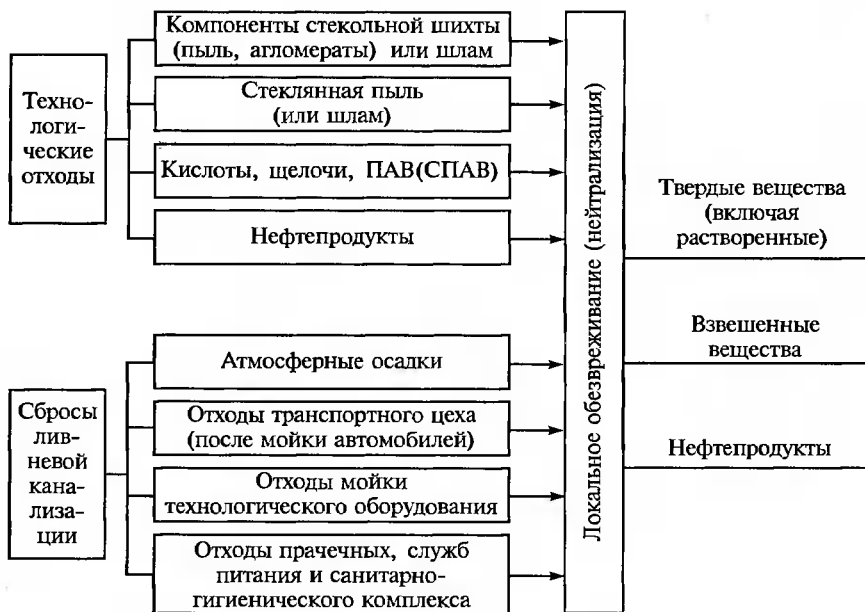 Техно-
логи-
ческие
отходы
Компоненты стекольной шихты
(пыль, агломераты) или шлам
Стеклянная пыль
(или шлам)
Кислоты, щелочи, ПАВ(СПАВ)
Нефтепродукты
Сбросы
лив-
невой
кана-
лиза-
ции
Атмосферные осадки
Отходы транспортного цеха
(после мойки автомобилей)
Отходы мойки
технологического оборудования
Отходы прачечных, служб
питания и санитарно-
гигиенического комплекса
Локальное обезвреживание (нейтрализация)
Твердые вещества
(включая
растворенные)
Взвешенные
вещества
Нефтепродукты